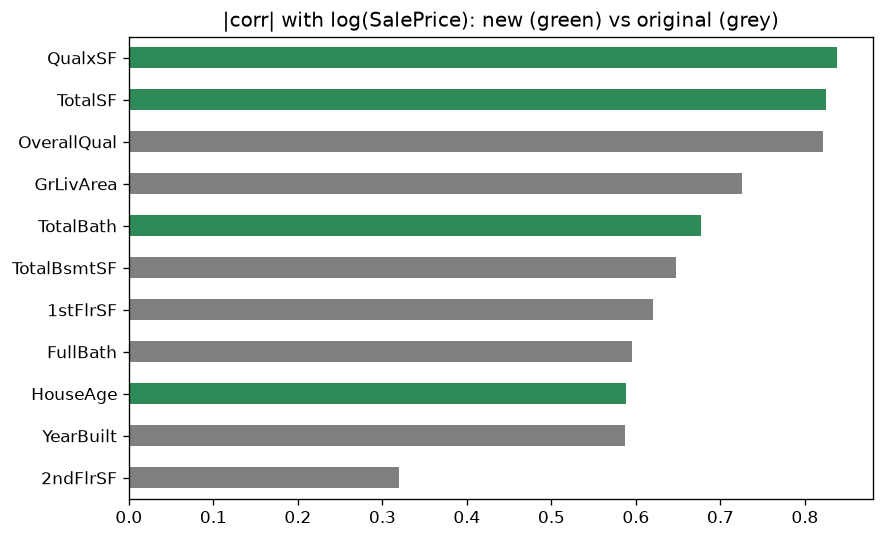 |corr| with log(SalePrice): new (green) vs original (grey)
QualxSF
TotalSF
OverallQual
GrLivArea
TotalBath
TotalBsmtSF
1stFlrSF
FullBath
HouseAge
YearBuilt
2ndFlrSF
0.0 0.1 0.2 0.3 0.4 0.5 0.6 0.7 0.8